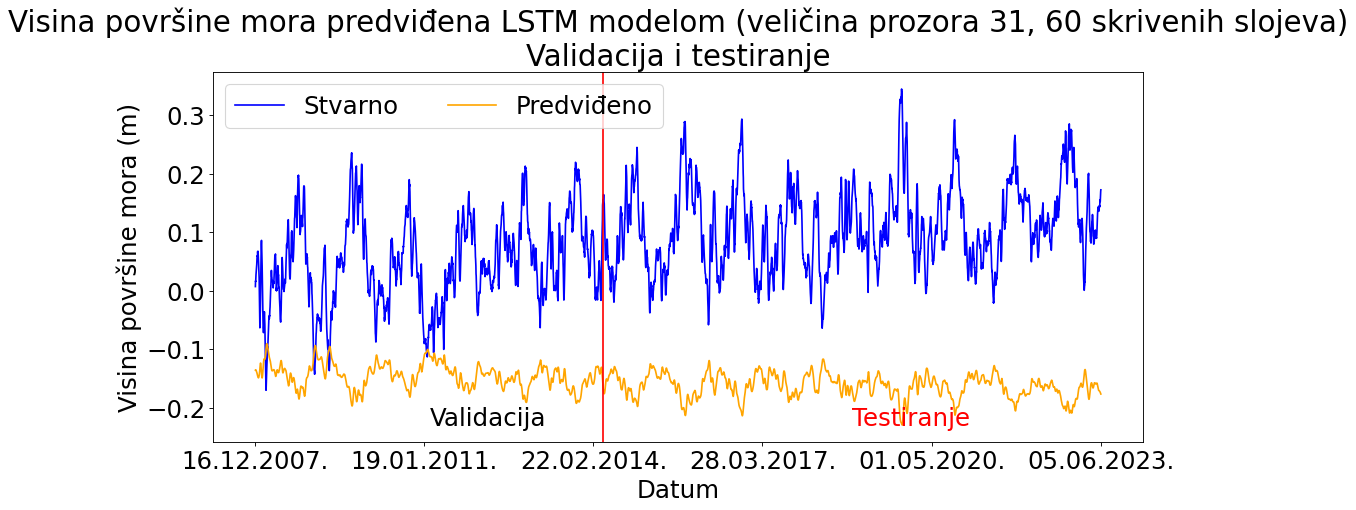 Visina površine mora predviđena LSTM modelom (veličina prozora 31, 60 skrivenih slojeva)
Validacija i testiranje
Stvarno
Predviđeno
Visina površine mora (m)
0.3
0.2
0.1
0.0
−0.1
−0.2
Validacija
Testiranje
16.12.2007.
19.01.2011.
22.02.2014.
28.03.2017.
01.05.2020.
05.06.2023.
Datum